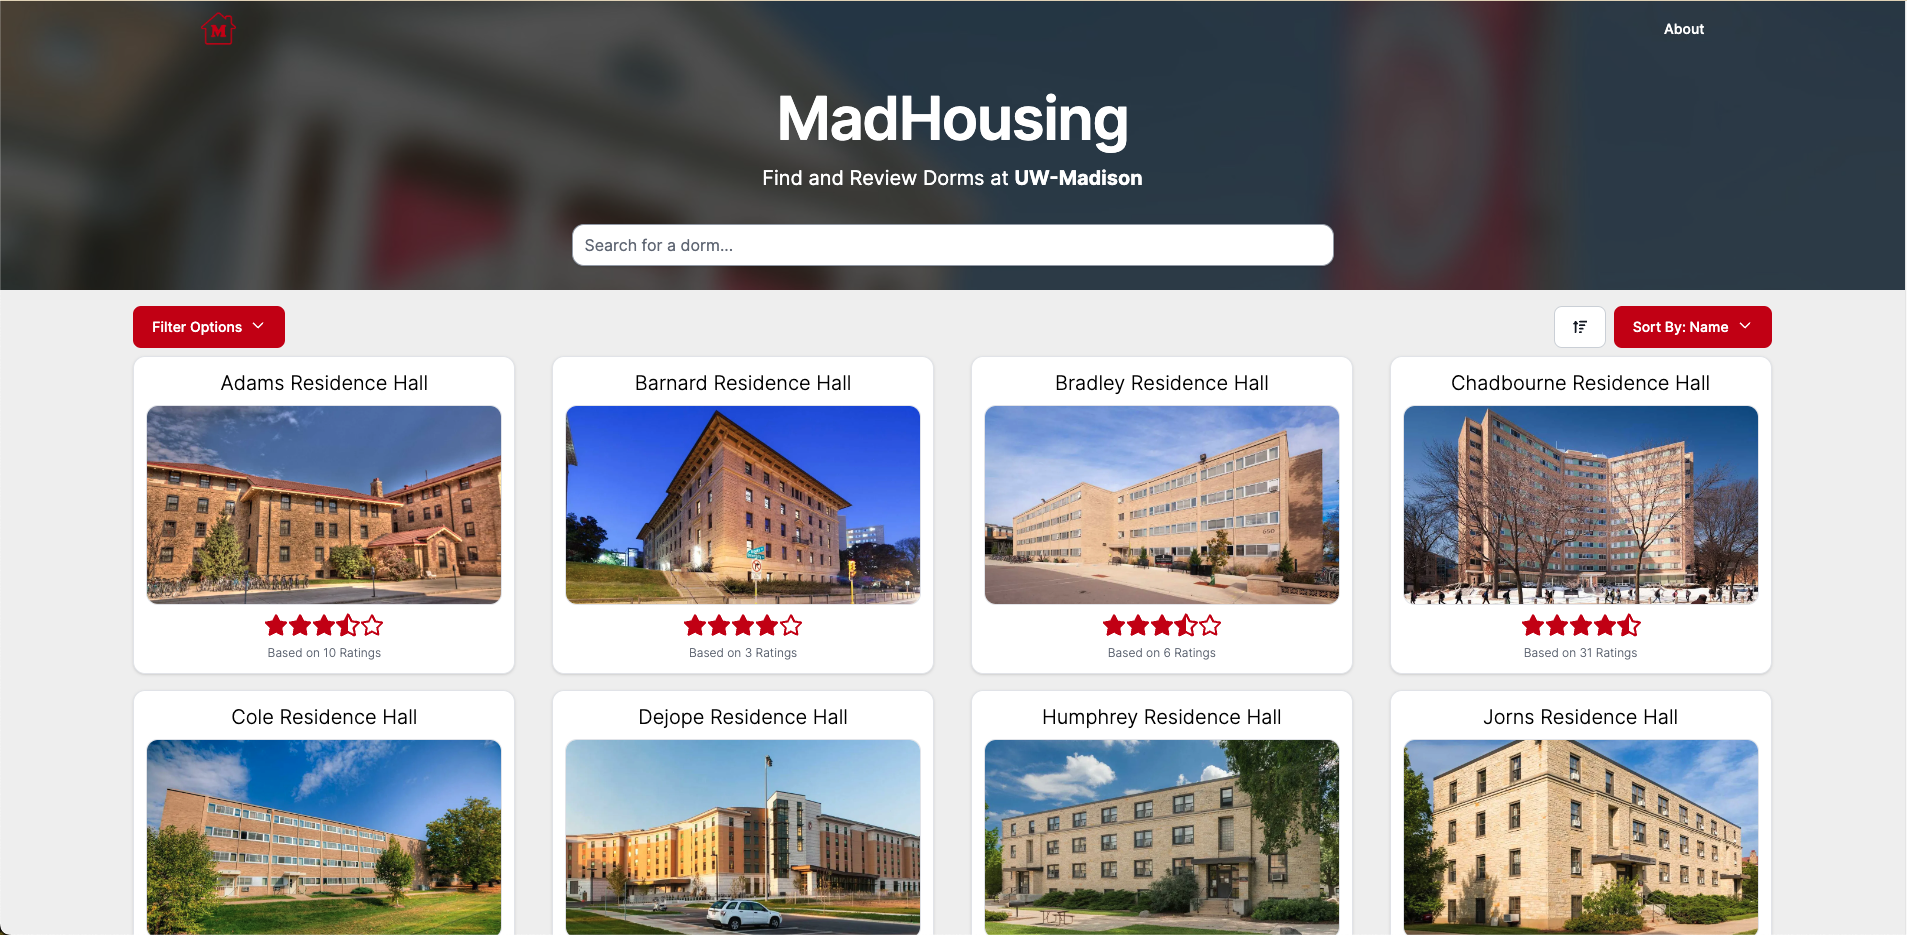 M
About
MadHousing
Find and Review Dorms at UW-Madison
Search for a dorm...
Filter Options
Sort By: Name
Adams Residence Hall
Barnard Residence Hall
Bradley Residence Hall
Chadbourne Residence Hall
Based on 10 Ratings
Based on 3 Ratings
Based on 6 Ratings
Based on 31 Ratings
Cole Residence Hall
Dejope Residence Hall
Humphrey Residence Hall
Jorns Residence Hall